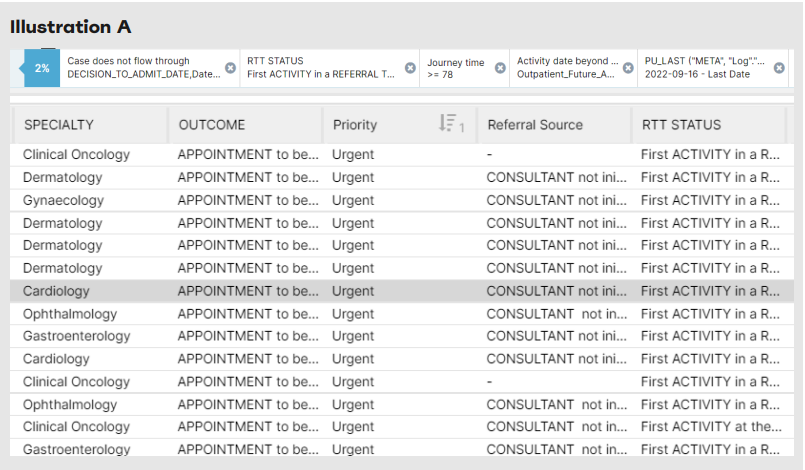 Illustration A
2%
Case does not flow through
DECISION_TO_ADMIT_DATE,Date...
RTT STATUS
First ACTIVITY in a REFERRAL T...
Journey time
>= 78
Activity date beyond ...
Outpatient_Future_A...
PU_LAST ("META", "Log"."...
2022-09-16 - Last Date
SPECIALTY OUTCOME Priority 1 Referral Source RTT STATUS
Clinical Oncology APPOINTMENT to be... Urgent - First ACTIVITY in a R...
Dermatology APPOINTMENT to be... Urgent CONSULTANT not ini... First ACTIVITY in a R...
Gynaecology APPOINTMENT to be... Urgent CONSULTANT not ini... First ACTIVITY in a R...
Dermatology APPOINTMENT to be... Urgent CONSULTANT not ini... First ACTIVITY in a R...
Dermatology APPOINTMENT to be... Urgent CONSULTANT not ini... First ACTIVITY in a R...
Dermatology APPOINTMENT to be... Urgent CONSULTANT not ini... First ACTIVITY in a R...
Cardiology APPOINTMENT to be... Urgent CONSULTANT not ini... First ACTIVITY in a R...
Ophthalmology APPOINTMENT to be... Urgent CONSULTANT not in... First ACTIVITY in a R...
Gastroenterology APPOINTMENT to be... Urgent CONSULTANT not ini... First ACTIVITY in a R...
Cardiology APPOINTMENT to be... Urgent CONSULTANT not ini... First ACTIVITY in a R...
Clinical Oncology APPOINTMENT to be... Urgent - First ACTIVITY in a R...
Ophthalmology APPOINTMENT to be... Urgent CONSULTANT not in... First ACTIVITY in a R...
Clinical Oncology APPOINTMENT to be... Urgent CONSULTANT not in... First ACTIVITY at the...
Gastroenterology APPOINTMENT to be... Urgent CONSULTANT not in... First ACTIVITY in a R...